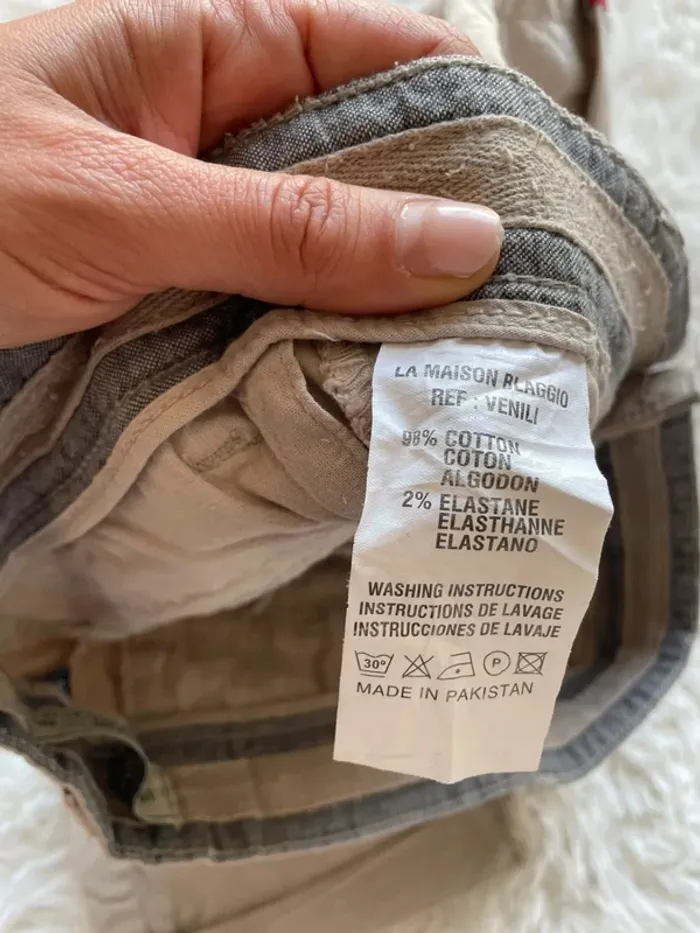 LA MAISON BLAGGIO
REF : VENILI
98% COTTON
COTON
ALGODON
2% ELASTANE
ELASTHANNE
ELASTANO
WASHING INSTRUCTIONS
INSTRUCTIONS DE LAVAGE
INSTRUCCIONES DE LAVAJE
30° P
MADE IN PAKISTAN